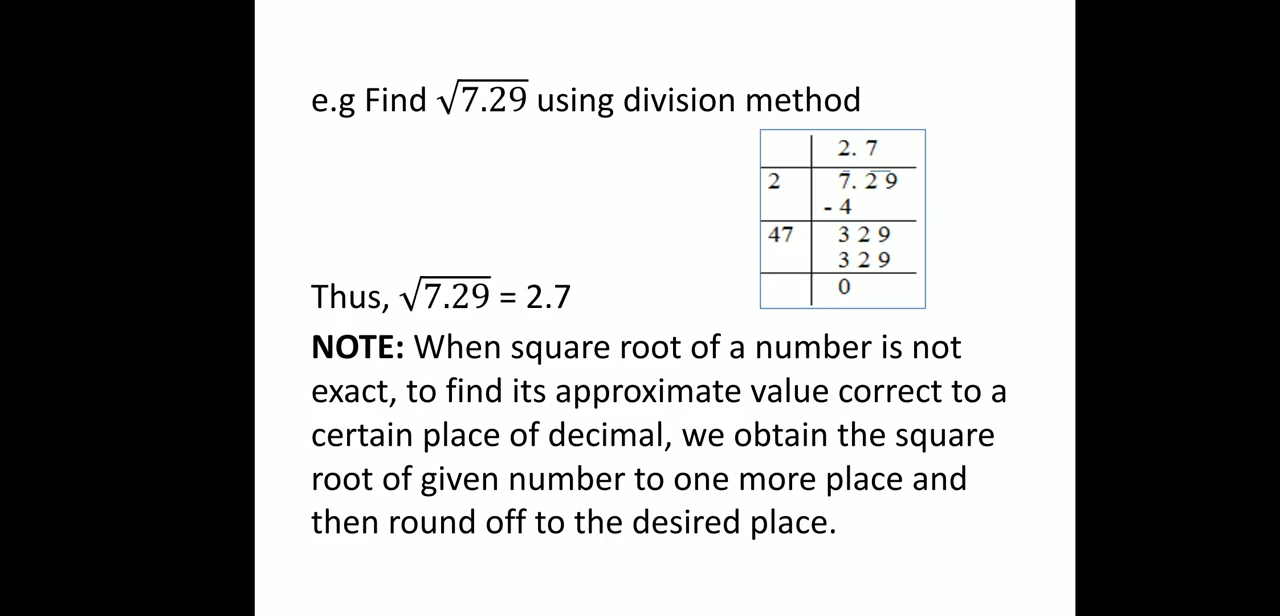 e.g Find √7.29 using division method
2. 7
2 7. 2 9
- 4
47 3 2 9
3 2 9
0
Thus, √7.29 = 2.7
NOTE: When square root of a number is not
exact, to find its approximate value correct to a
certain place of decimal, we obtain the square
root of given number to one more place and
then round off to the desired place.